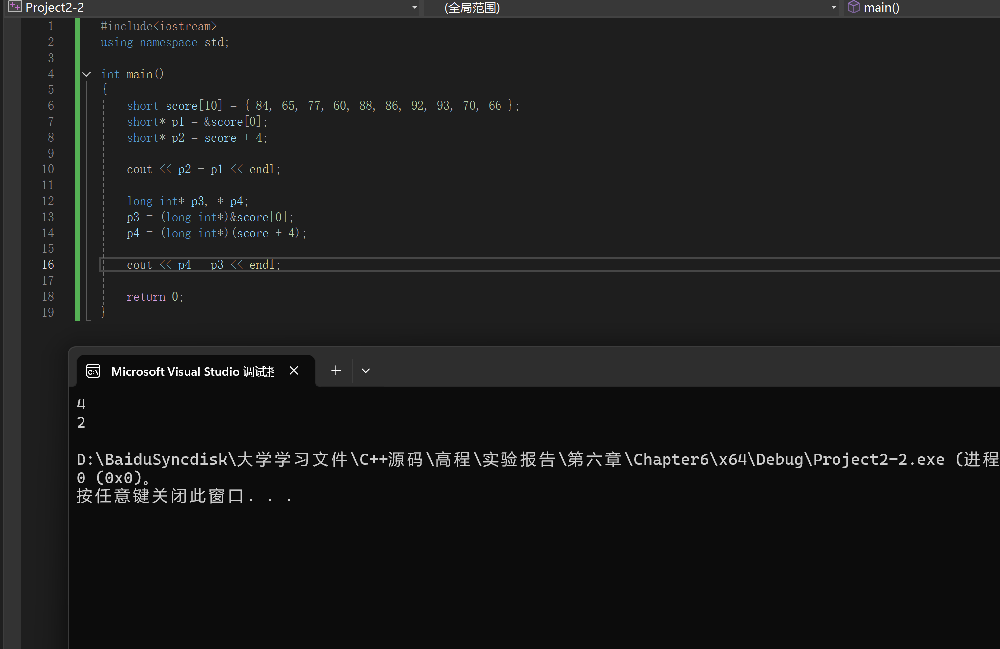 Project2-2 (全局范围) main()
1 #include<iostream>
2 using namespace std;
3
4 int main()
5 {
6 short score[10] = { 84, 65, 77, 60, 88, 86, 92, 93, 70, 66 };
7 short* p1 = &score[0];
8 short* p2 = score + 4;
9
10 cout << p2 - p1 << endl;
11
12 long int* p3, * p4;
13 p3 = (long int*)&score[0];
14 p4 = (long int*)(score + 4);
15
16 cout << p4 - p3 << endl;
17
18 return 0;
19 }
Microsoft Visual Studio 调试
4
2
D:\BaiduSyncdisk\大学学习文件\C++源码\高程\实验报告\第六章\Chapter6\x64\Debug\Project2-2.exe (进程
0 (0x0)。
按任意键关闭此窗口. . .